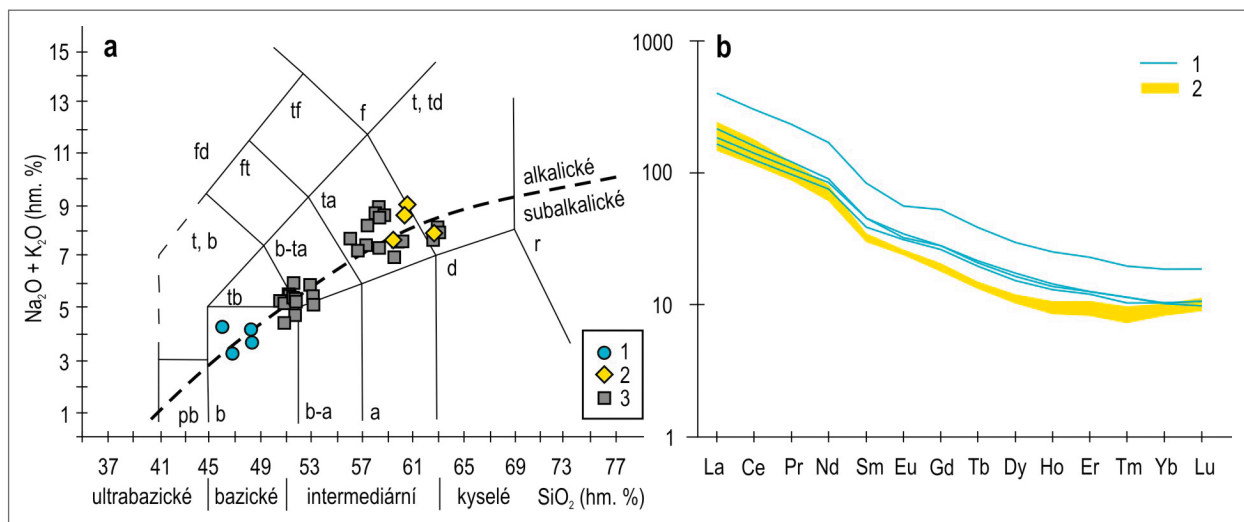 a
Na₂O + K₂O (hm. %)
15
13
11
9
7
5
3
1
fd
tf
ft
f
t, td
t, b
b-ta
ta
tb
alkalické
subalkalické
r
d
pb
b
b-a
a
1
2
3
37 41 45 49 53 57 61 65 69 73 77
ultrabazické bazické intermediární kyselé SiO₂ (hm. %)
b
1000
100
10
1
1
2
La Ce Pr Nd Sm Eu Gd Tb Dy Ho Er Tm Yb Lu